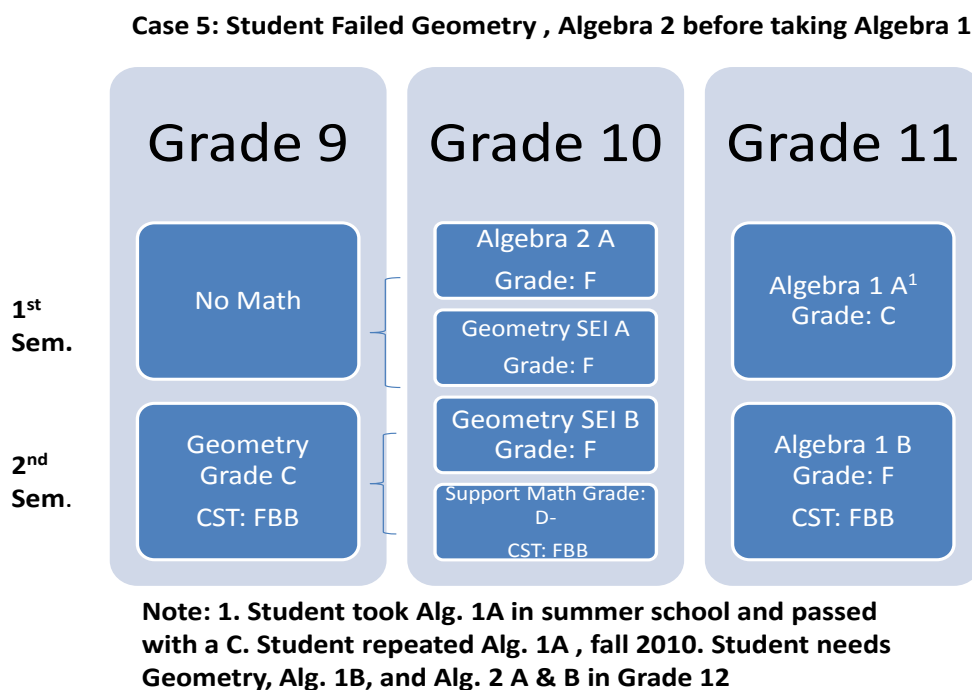 Case 5: Student Failed Geometry , Algebra 2 before taking Algebra 1
Grade 9
Grade 10
Grade 11
1st
Sem.
No Math
Algebra 2 A
Grade: F
Geometry SEI A
Grade: F
Algebra 1 A1
Grade: C
2nd
Sem.
Geometry
Grade C
CST: FBB
Geometry SEI B
Grade: F
Support Math Grade:
D-
CST: FBB
Algebra 1 B
Grade: F
CST: FBB
Note: 1. Student took Alg. 1A in summer school and passed
with a C. Student repeated Alg. 1A , fall 2010. Student needs
Geometry, Alg. 1B, and Alg. 2 A & B in Grade 12